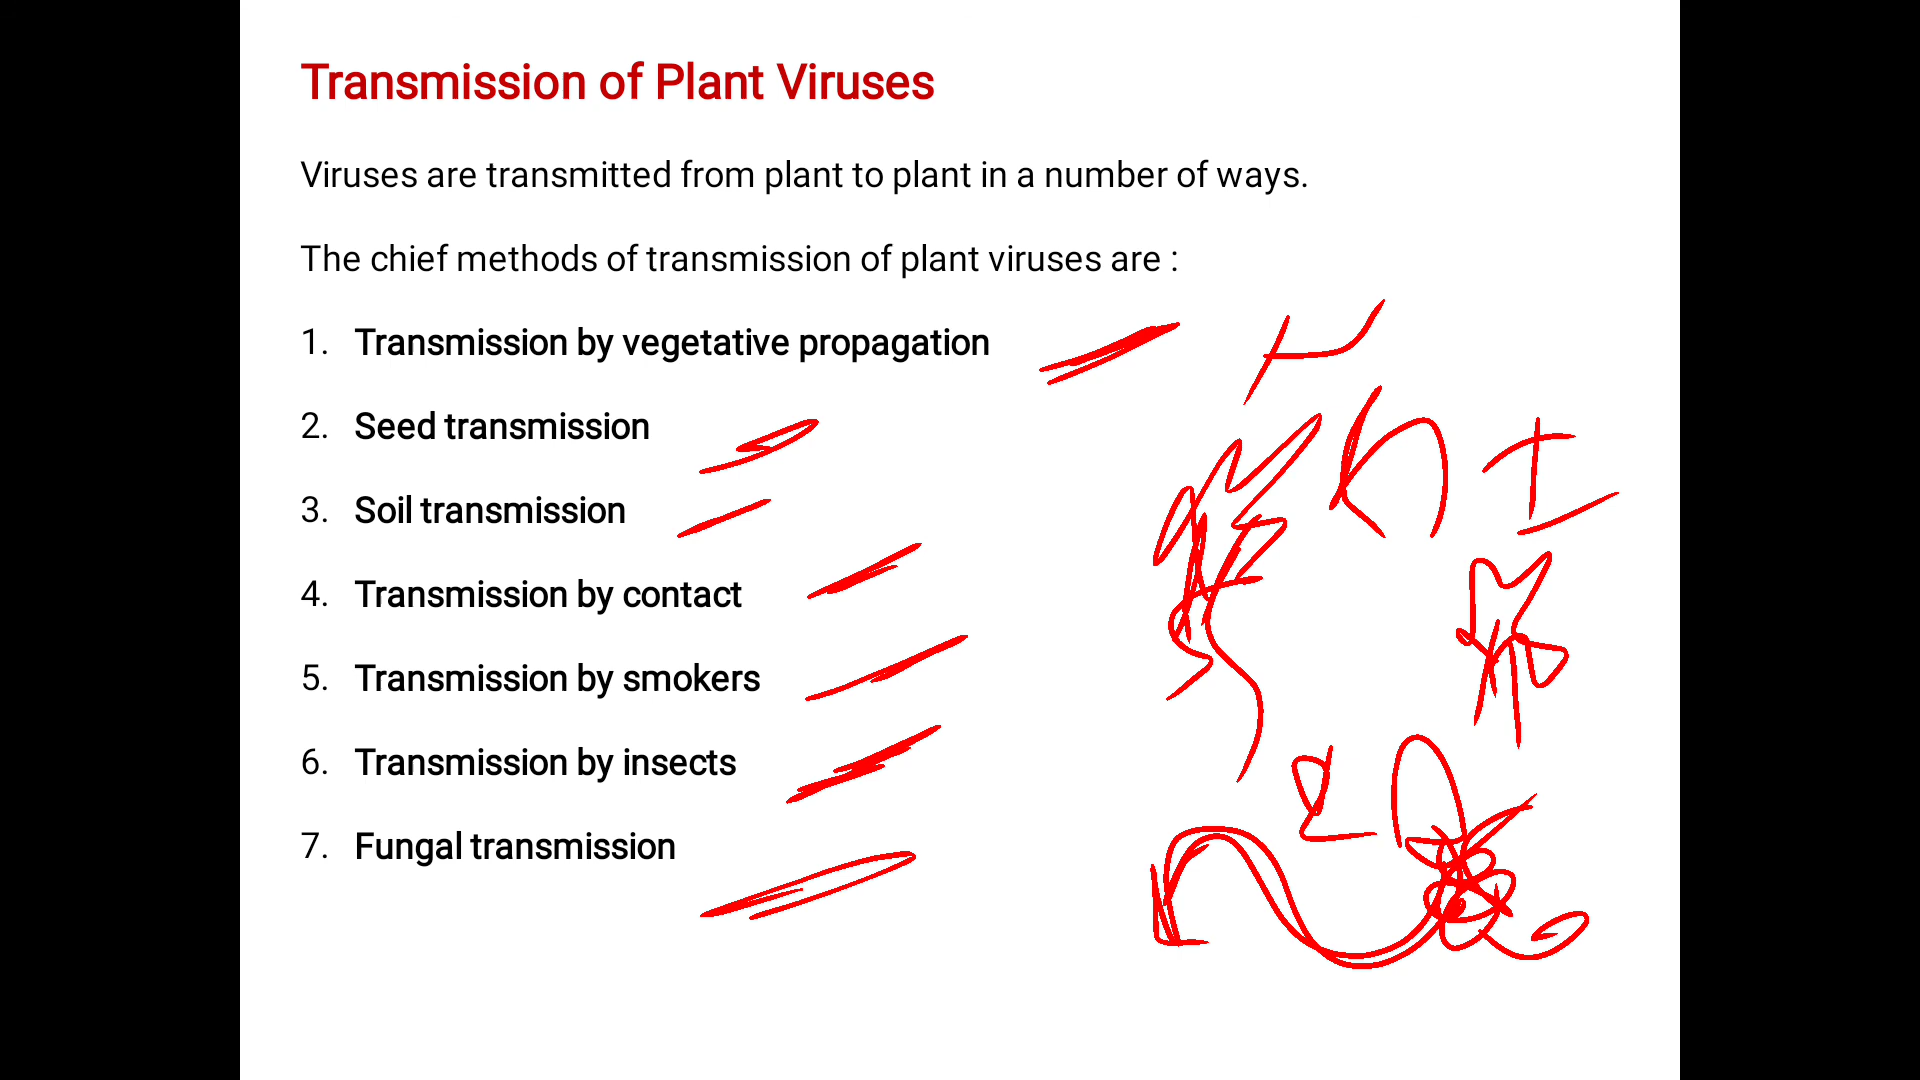 Transmission of Plant Viruses
Viruses are transmitted from plant to plant in a number of ways.
The chief methods of transmission of plant viruses are :
1. Transmission by vegetative propagation
2. Seed transmission
3. Soil transmission
4. Transmission by contact
5. Transmission by smokers
6. Transmission by insects
7. Fungal transmission